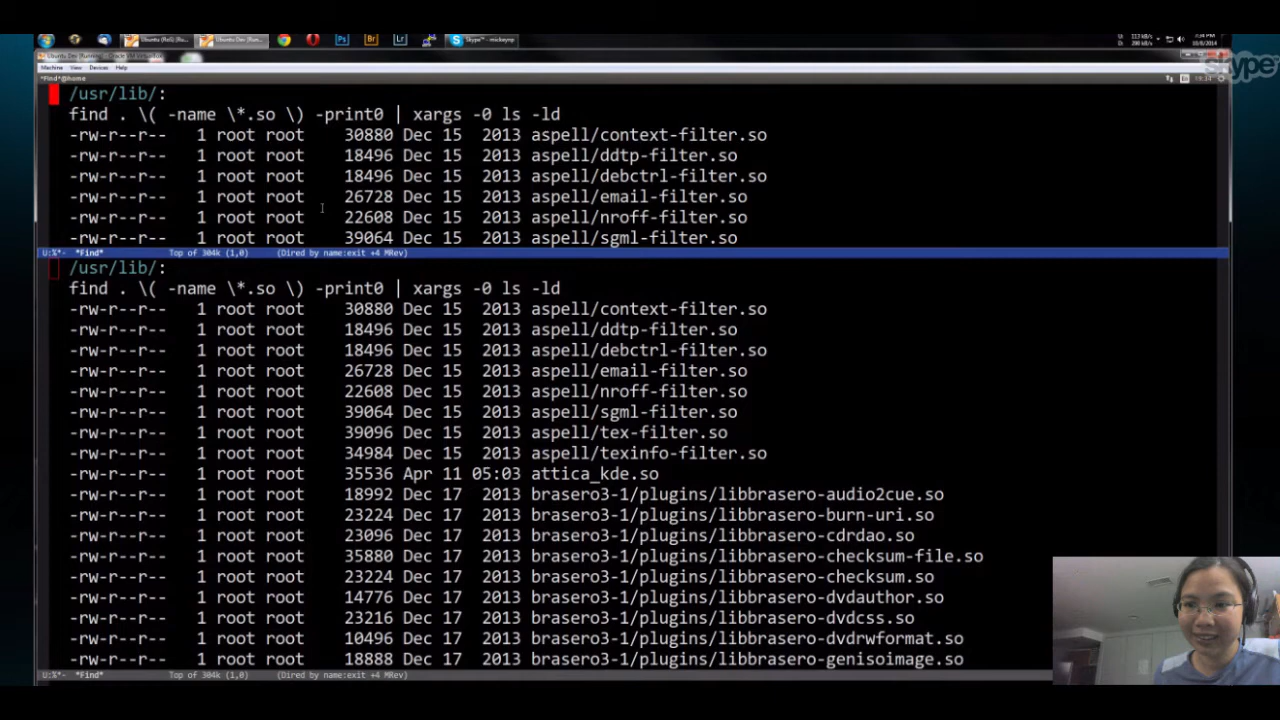 Ubuntu (Rel) [Ru...
Ubuntu Dev [Run...
Ps
Br
Lr
Skype™ - mickeynp
113 kB/s
200 kB/s
10/8/2014
Machine View Devices Help
*Find*@home
skype
/usr/lib/:
find . \( -name \*.so \) -print0 | xargs -0 ls -ld
-rw-r--r-- 1 root root 30880 Dec 15 2013 aspell/context-filter.so
-rw-r--r-- 1 root root 18496 Dec 15 2013 aspell/ddtp-filter.so
-rw-r--r-- 1 root root 18496 Dec 15 2013 aspell/debctrl-filter.so
-rw-r--r-- 1 root root 26728 Dec 15 2013 aspell/email-filter.so
-rw-r--r-- 1 root root 22608 Dec 15 2013 aspell/nroff-filter.so
-rw-r--r-- 1 root root 39064 Dec 15 2013 aspell/sgml-filter.so
U:%*- *Find* Top of 304k (1,0) (Dired by name:exit +4 MRev)
/usr/lib/:
find . \( -name \*.so \) -print0 | xargs -0 ls -ld
-rw-r--r-- 1 root root 30880 Dec 15 2013 aspell/context-filter.so
-rw-r--r-- 1 root root 18496 Dec 15 2013 aspell/ddtp-filter.so
-rw-r--r-- 1 root root 18496 Dec 15 2013 aspell/debctrl-filter.so
-rw-r--r-- 1 root root 26728 Dec 15 2013 aspell/email-filter.so
-rw-r--r-- 1 root root 22608 Dec 15 2013 aspell/nroff-filter.so
-rw-r--r-- 1 root root 39064 Dec 15 2013 aspell/sgml-filter.so
-rw-r--r-- 1 root root 39096 Dec 15 2013 aspell/tex-filter.so
-rw-r--r-- 1 root root 34984 Dec 15 2013 aspell/texinfo-filter.so
-rw-r--r-- 1 root root 35536 Apr 11 05:03 attica_kde.so
-rw-r--r-- 1 root root 18992 Dec 17 2013 brasero3-1/plugins/libbrasero-audio2cue.so
-rw-r--r-- 1 root root 23224 Dec 17 2013 brasero3-1/plugins/libbrasero-burn-uri.so
-rw-r--r-- 1 root root 23096 Dec 17 2013 brasero3-1/plugins/libbrasero-cdrdao.so
-rw-r--r-- 1 root root 35880 Dec 17 2013 brasero3-1/plugins/libbrasero-checksum-file.so
-rw-r--r-- 1 root root 23224 Dec 17 2013 brasero3-1/plugins/libbrasero-checksum.so
-rw-r--r-- 1 root root 14776 Dec 17 2013 brasero3-1/plugins/libbrasero-dvdauthor.so
-rw-r--r-- 1 root root 23216 Dec 17 2013 brasero3-1/plugins/libbrasero-dvdcss.so
-rw-r--r-- 1 root root 10496 Dec 17 2013 brasero3-1/plugins/libbrasero-dvdrwformat.so
-rw-r--r-- 1 root root 18888 Dec 17 2013 brasero3-1/plugins/libbrasero-genisoimage.so
U:%*- *Find* Top of 304k (1,0) (Dired by name:exit +4 MRev)